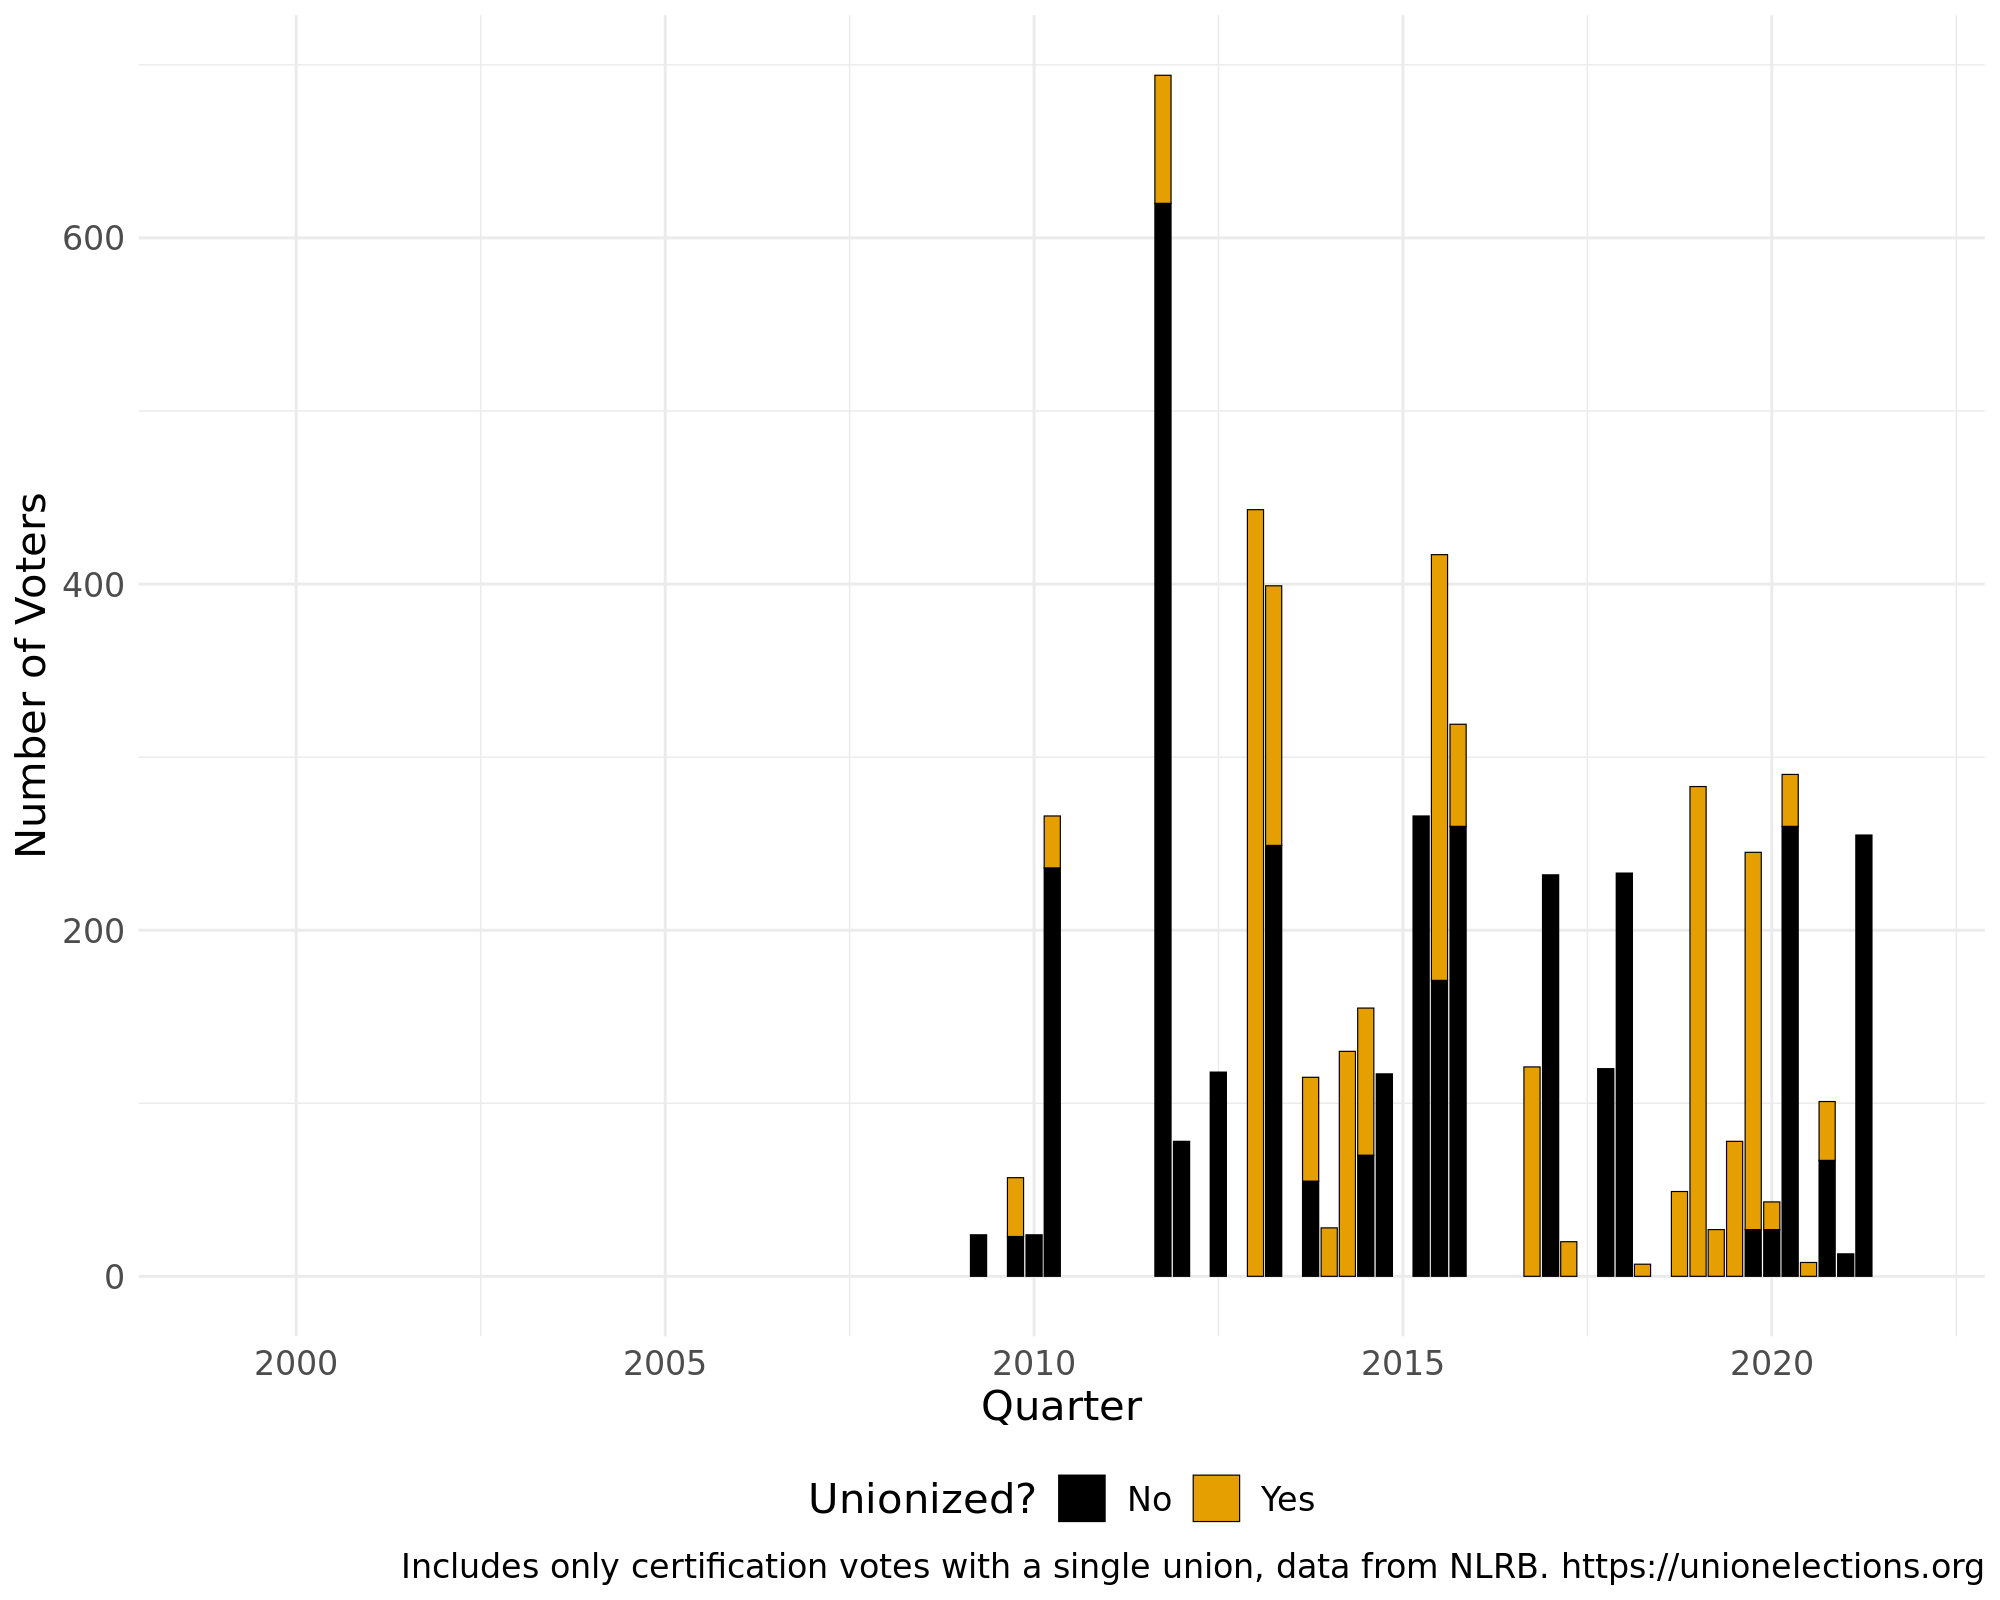 Number of Voters
600
400
200
0
2000 2005 2010 2015 2020
Quarter
Unionized? No Yes
Includes only certification votes with a single union, data from NLRB. https://unionelections.org